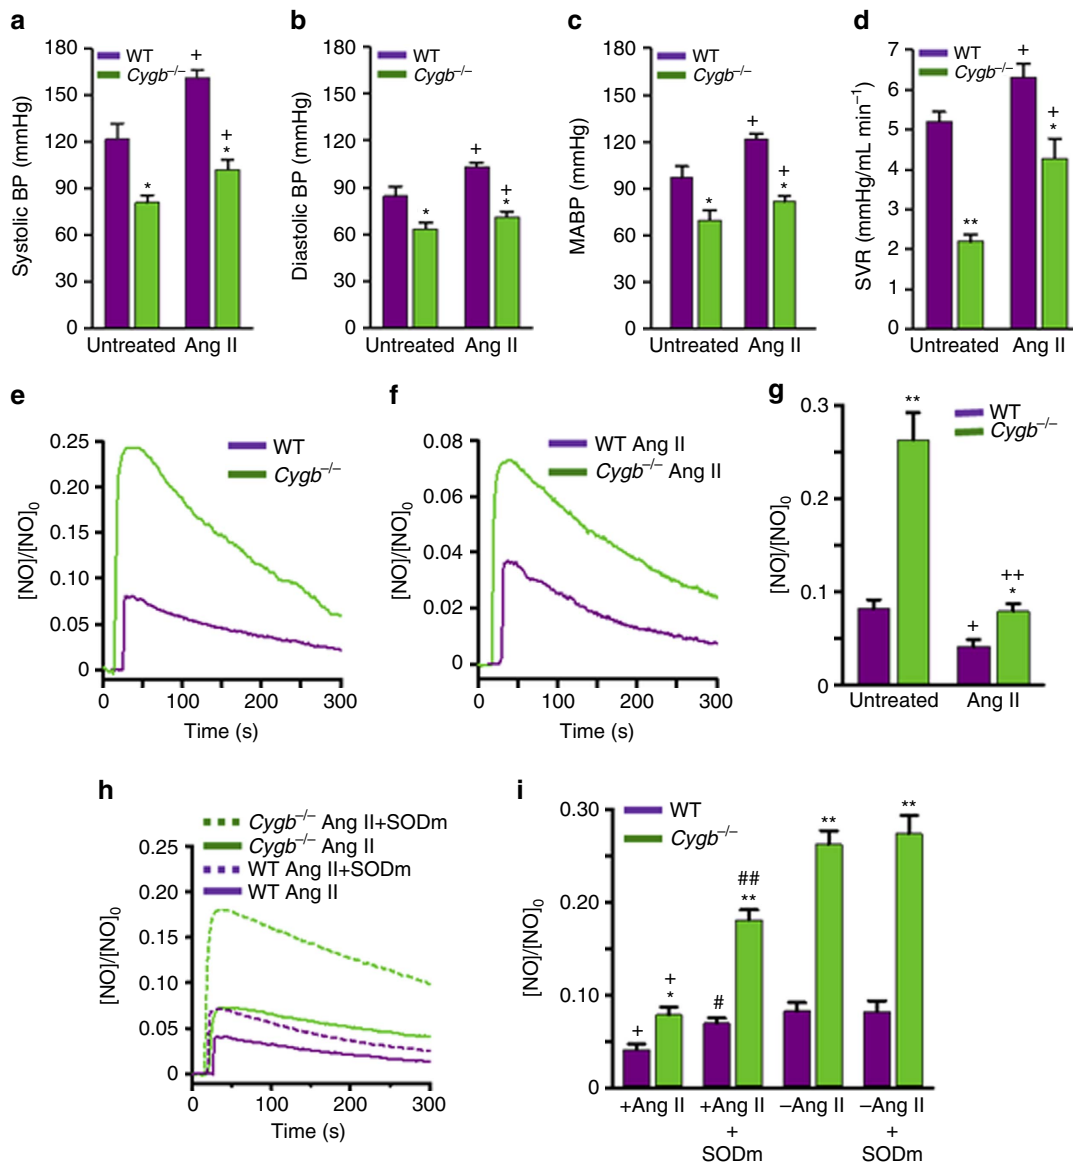 a
Systolic BP (mmHg)
180
150
120
90
60
30
0
WT
Cygb–/–
+
*
+
*
Untreated Ang II
b
Diastolic BP (mmHg)
180
150
120
90
60
30
0
WT
Cygb–/–
+
*
+
*
Untreated Ang II
c
MABP (mmHg)
180
150
120
90
60
30
0
WT
Cygb–/–
+
*
+
*
Untreated Ang II
d
SVR (mmHg/mL min–1)
7
6
5
4
3
2
1
0
WT
Cygb–/–
+
**
+
*
Untreated Ang II
e
[NO]/[NO]0
0.25
0.20
0.15
0.10
0.05
0
WT
Cygb–/–
0 100 200 300
Time (s)
f
[NO]/[NO]0
0.08
0.06
0.04
0.02
0
WT Ang II
Cygb–/– Ang II
0 100 200 300
Time (s)
g
[NO]/[NO]0
0.3
0.2
0.1
0
WT
Cygb–/–
**
+
++
*
Untreated Ang II
h
Cygb–/– Ang II+SODm
Cygb–/– Ang II
WT Ang II+SODm
WT Ang II
[NO]/[NO]0
0.25
0.20
0.15
0.10
0.05
0
0 100 200 300
Time (s)
i
[NO]/[NO]0
0.30
0.20
0.10
0
WT
Cygb–/–
+
+
*
#
##
**
**
**
+Ang II +Ang II –Ang II –Ang II
+ +
SODm SODm